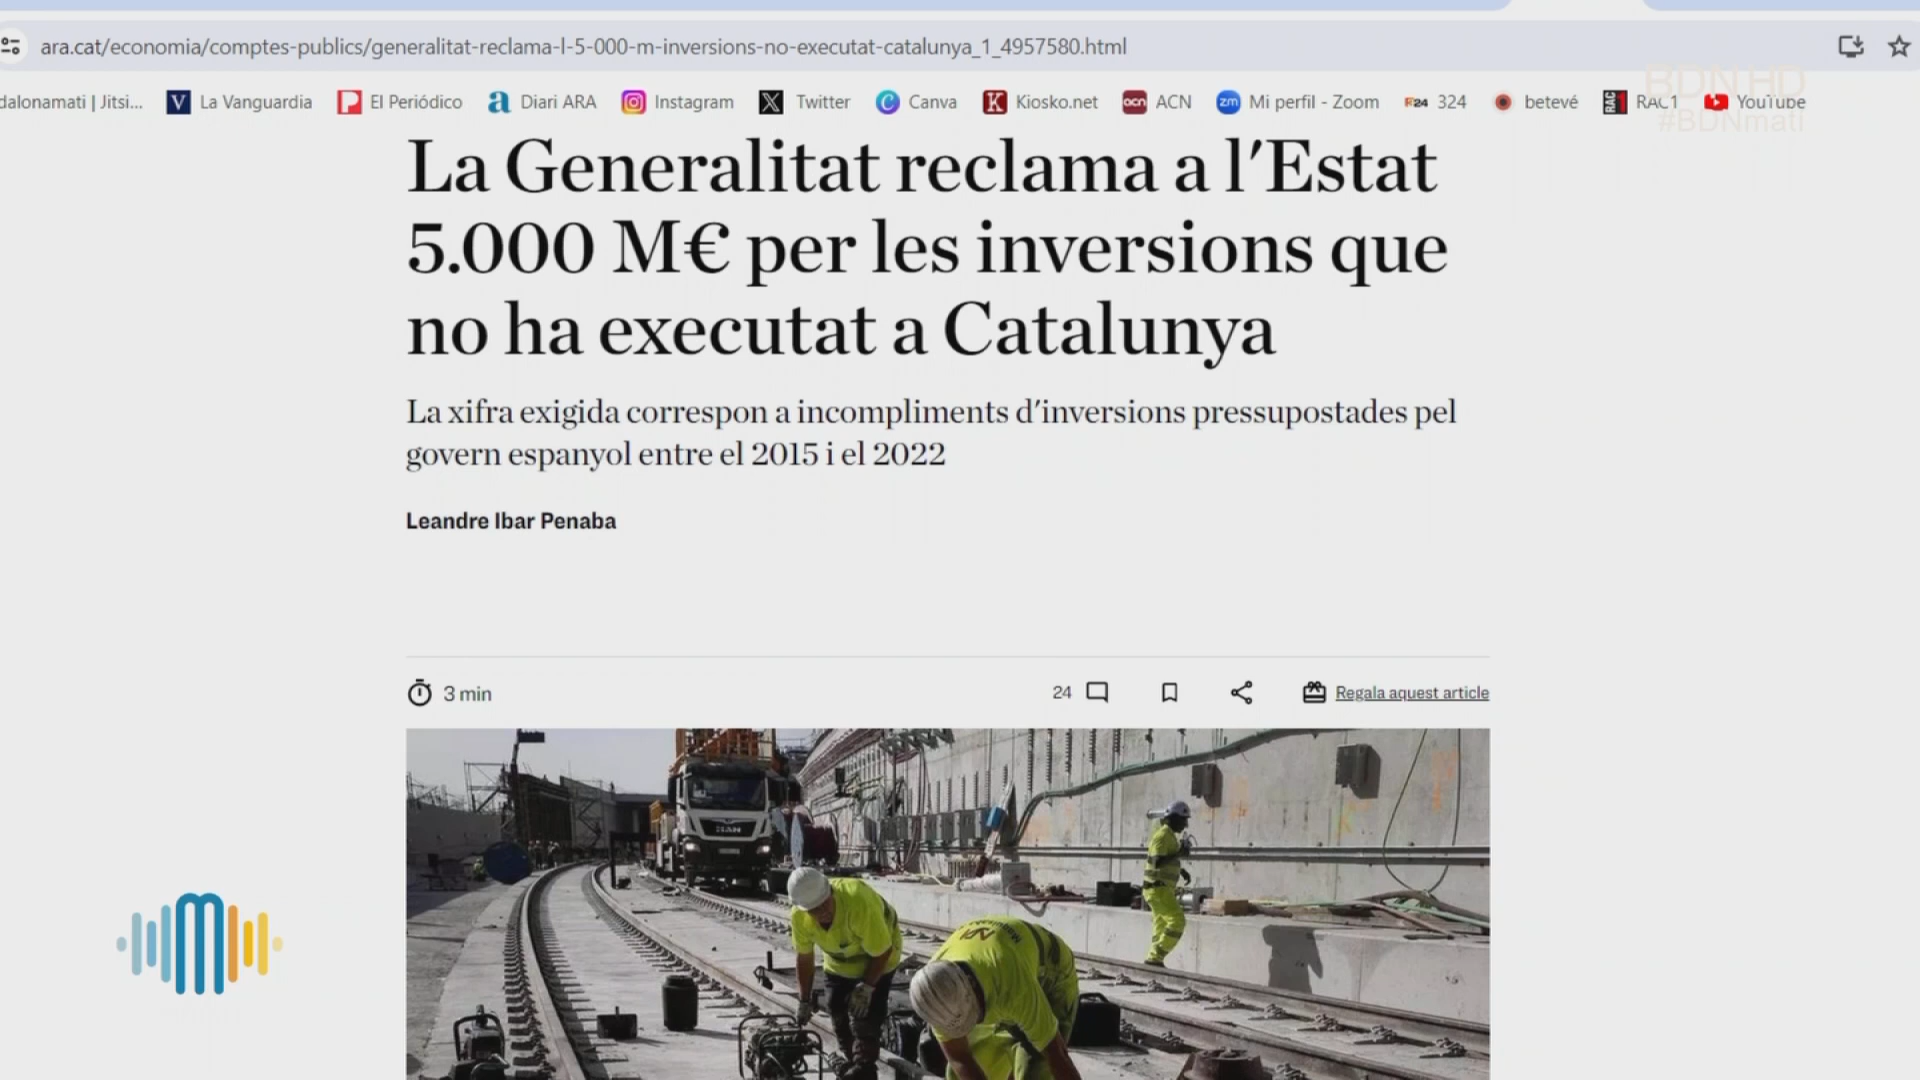 ara.cat/economia/comptes-publics/generalitat-reclama-l-5-000-m-inversions-no-executat-catalunya_1_4957580.html
dalonamati | Jitsi... La Vanguardia El Periódico Diari ARA Instagram Twitter Canva Kiosko.net ACN Mi perfil - Zoom 324 betevé RAC1 YouTube
BDN HD
#BDNmatí
La Generalitat reclama a l'Estat
5.000 M€ per les inversions que
no ha executat a Catalunya
La xifra exigida correspon a incompliments d'inversions pressupostades pel
govern espanyol entre el 2015 i el 2022
Leandre Ibar Penaba
3 min
24
Regala aquest article
MAN